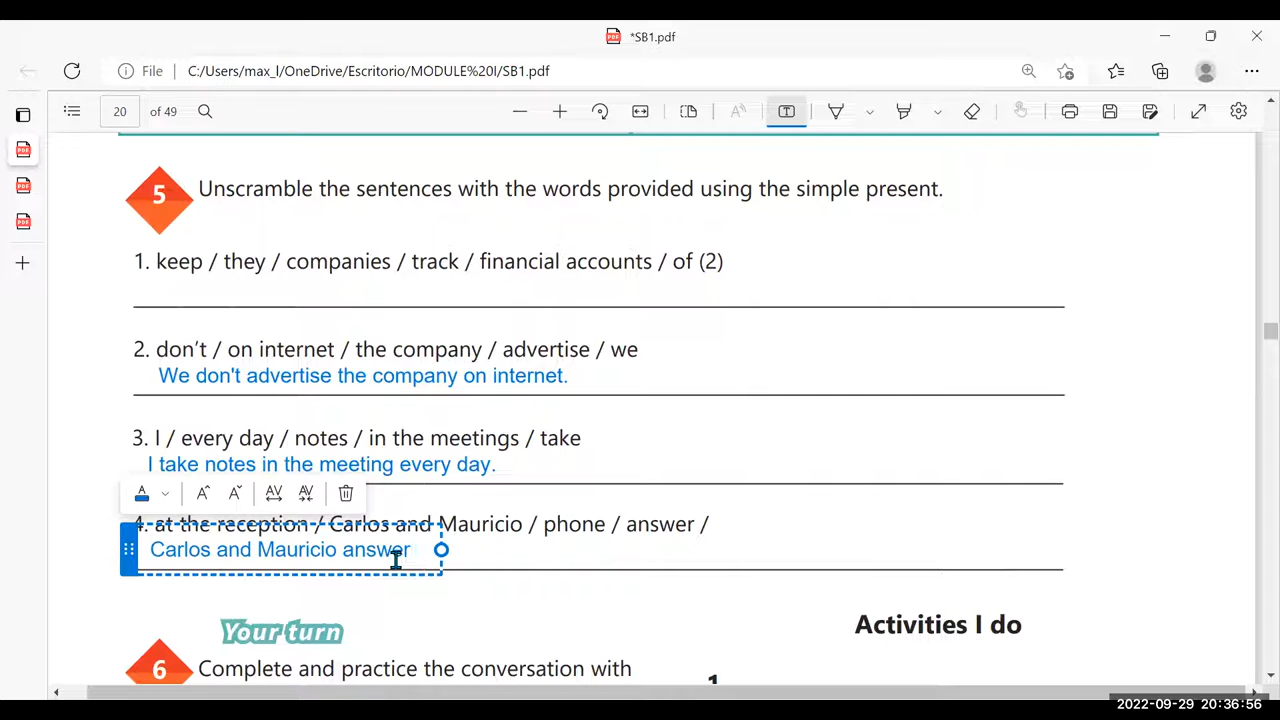 *SB1.pdf
File C:/Users/max_l/OneDrive/Escritorio/MODULE%20I/SB1.pdf
20 of 49
5 Unscramble the sentences with the words provided using the simple present.
1. keep / they / companies / track / financial accounts / of (2)
2. don't / on internet / the company / advertise / we
We don't advertise the company on internet.
3. I / every day / notes / in the meetings / take
I take notes in the meeting every day.
4. at the reception / Carlos and Mauricio / phone / answer /
Carlos and Mauricio answer
Your turn
Activities I do
6 Complete and practice the conversation with
1
2022-09-29 20:36:56